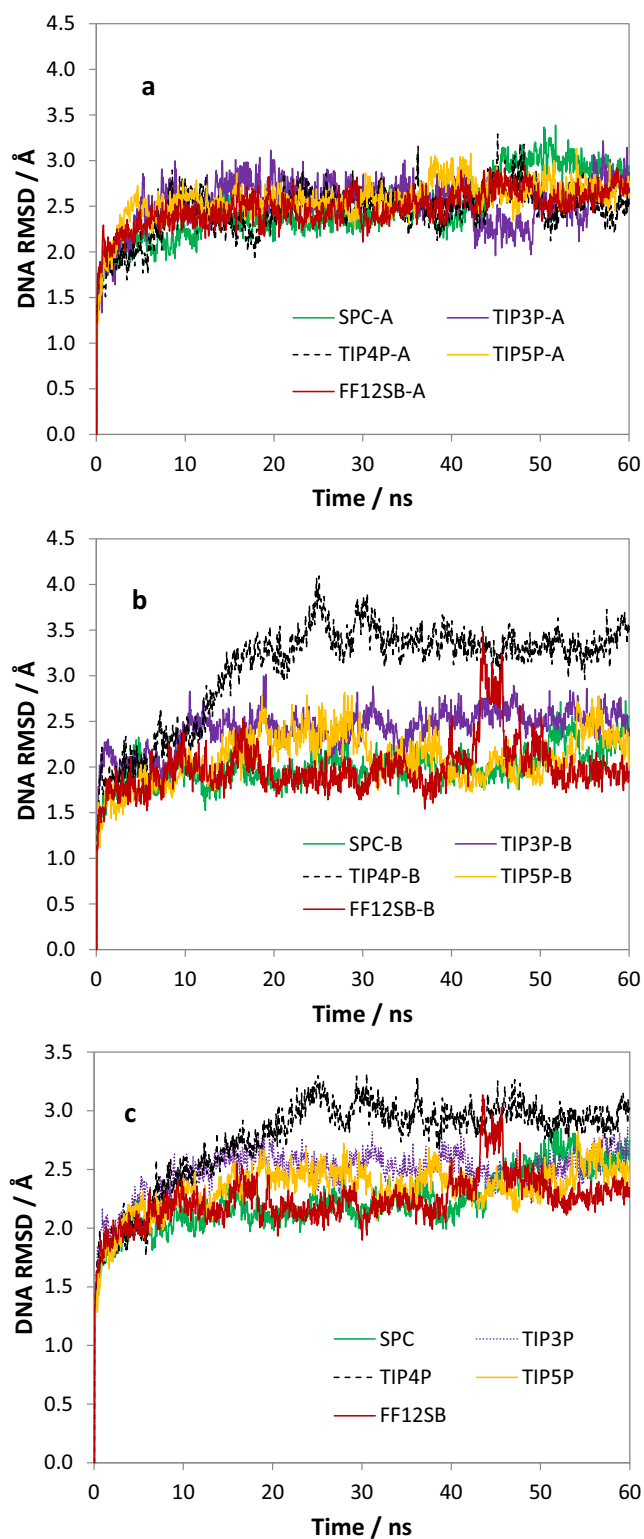 4.5
a
4.0
3.5
3.0
2.5
2.0
1.5
1.0
0.5
0.0
DNA RMSD / Å
SPC-A TIP3P-A
TIP4P-A TIP5P-A
FF12SB-A
0 10 20 30 40 50 60
Time / ns
4.5
b
4.0
3.5
3.0
2.5
2.0
1.5
1.0
0.5
0.0
DNA RMSD / Å
SPC-B TIP3P-B
TIP4P-B TIP5P-B
FF12SB-B
0 10 20 30 40 50 60
Time / ns
3.5
c
3.0
2.5
2.0
1.5
1.0
0.5
0.0
DNA RMSD / Å
SPC TIP3P
TIP4P TIP5P
FF12SB
0 10 20 30 40 50 60
Time / ns